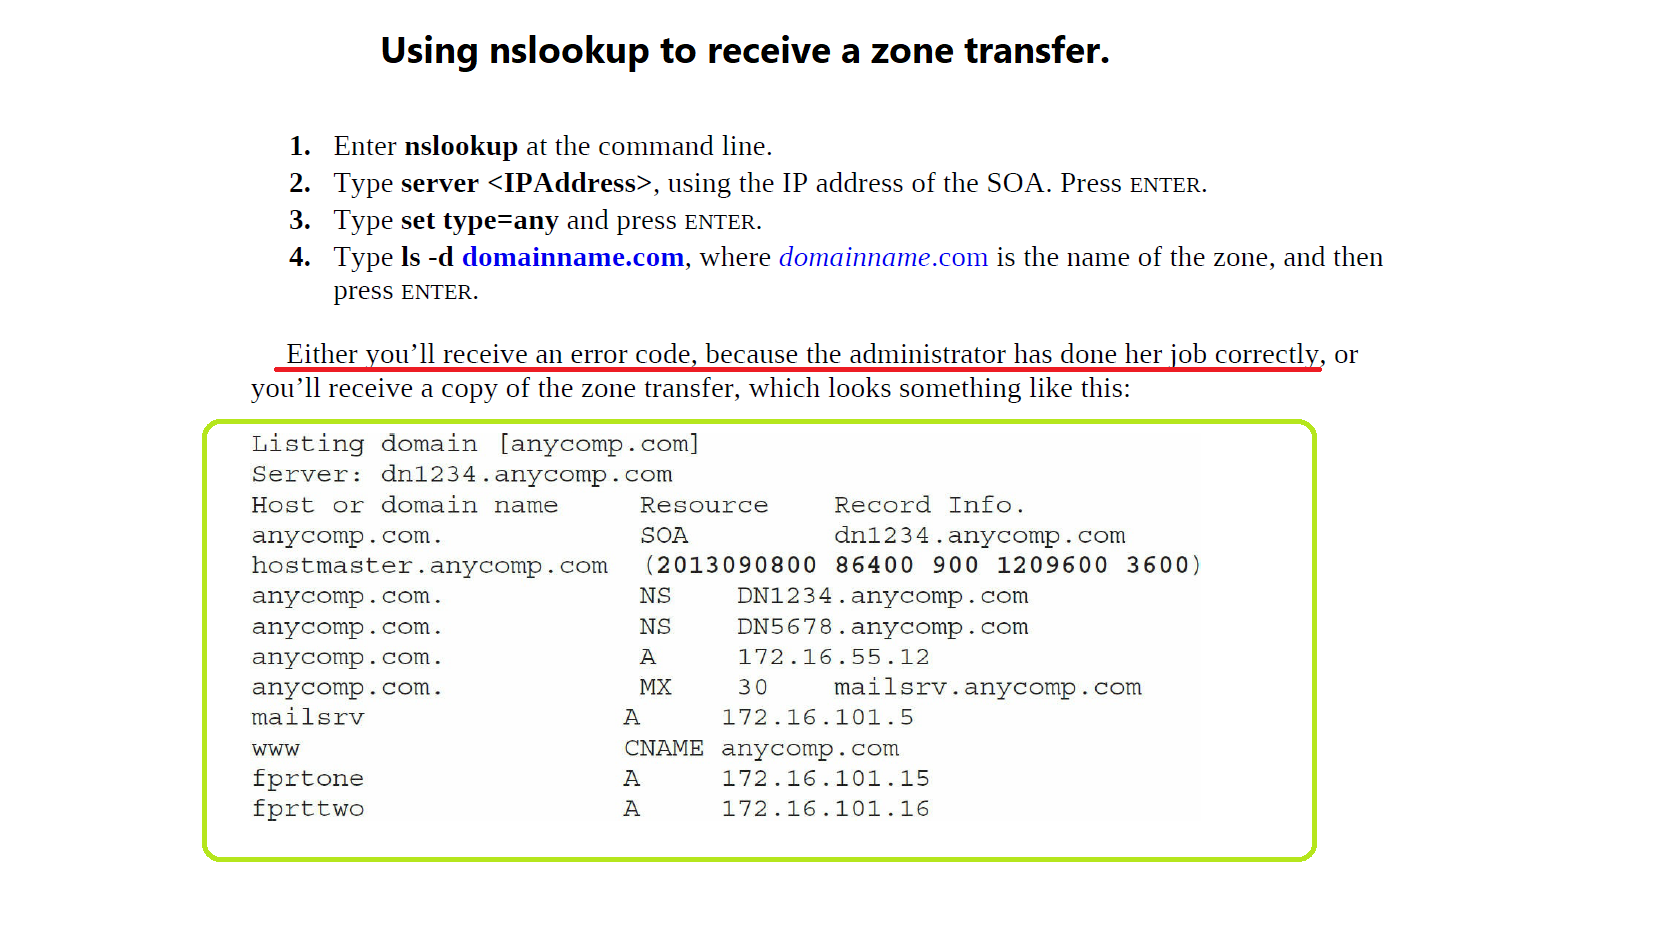 Using nslookup to receive a zone transfer.
1. Enter nslookup at the command line.
2. Type server <IPAddress>, using the IP address of the SOA. Press ENTER.
3. Type set type=any and press ENTER.
4. Type ls -d domainname.com, where domainname.com is the name of the zone, and then
press ENTER.
Either you’ll receive an error code, because the administrator has done her job correctly, or
you’ll receive a copy of the zone transfer, which looks something like this:
Listing domain [anycomp.com]
Server: dn1234.anycomp.com
Host or domain name Resource Record Info.
anycomp.com. SOA dn1234.anycomp.com
hostmaster.anycomp.com (2013090800 86400 900 1209600 3600)
anycomp.com. NS DN1234.anycomp.com
anycomp.com. NS DN5678.anycomp.com
anycomp.com. A 172.16.55.12
anycomp.com. MX 30 mailsrv.anycomp.com
mailsrv A 172.16.101.5
www CNAME anycomp.com
fprtone A 172.16.101.15
fprttwo A 172.16.101.16